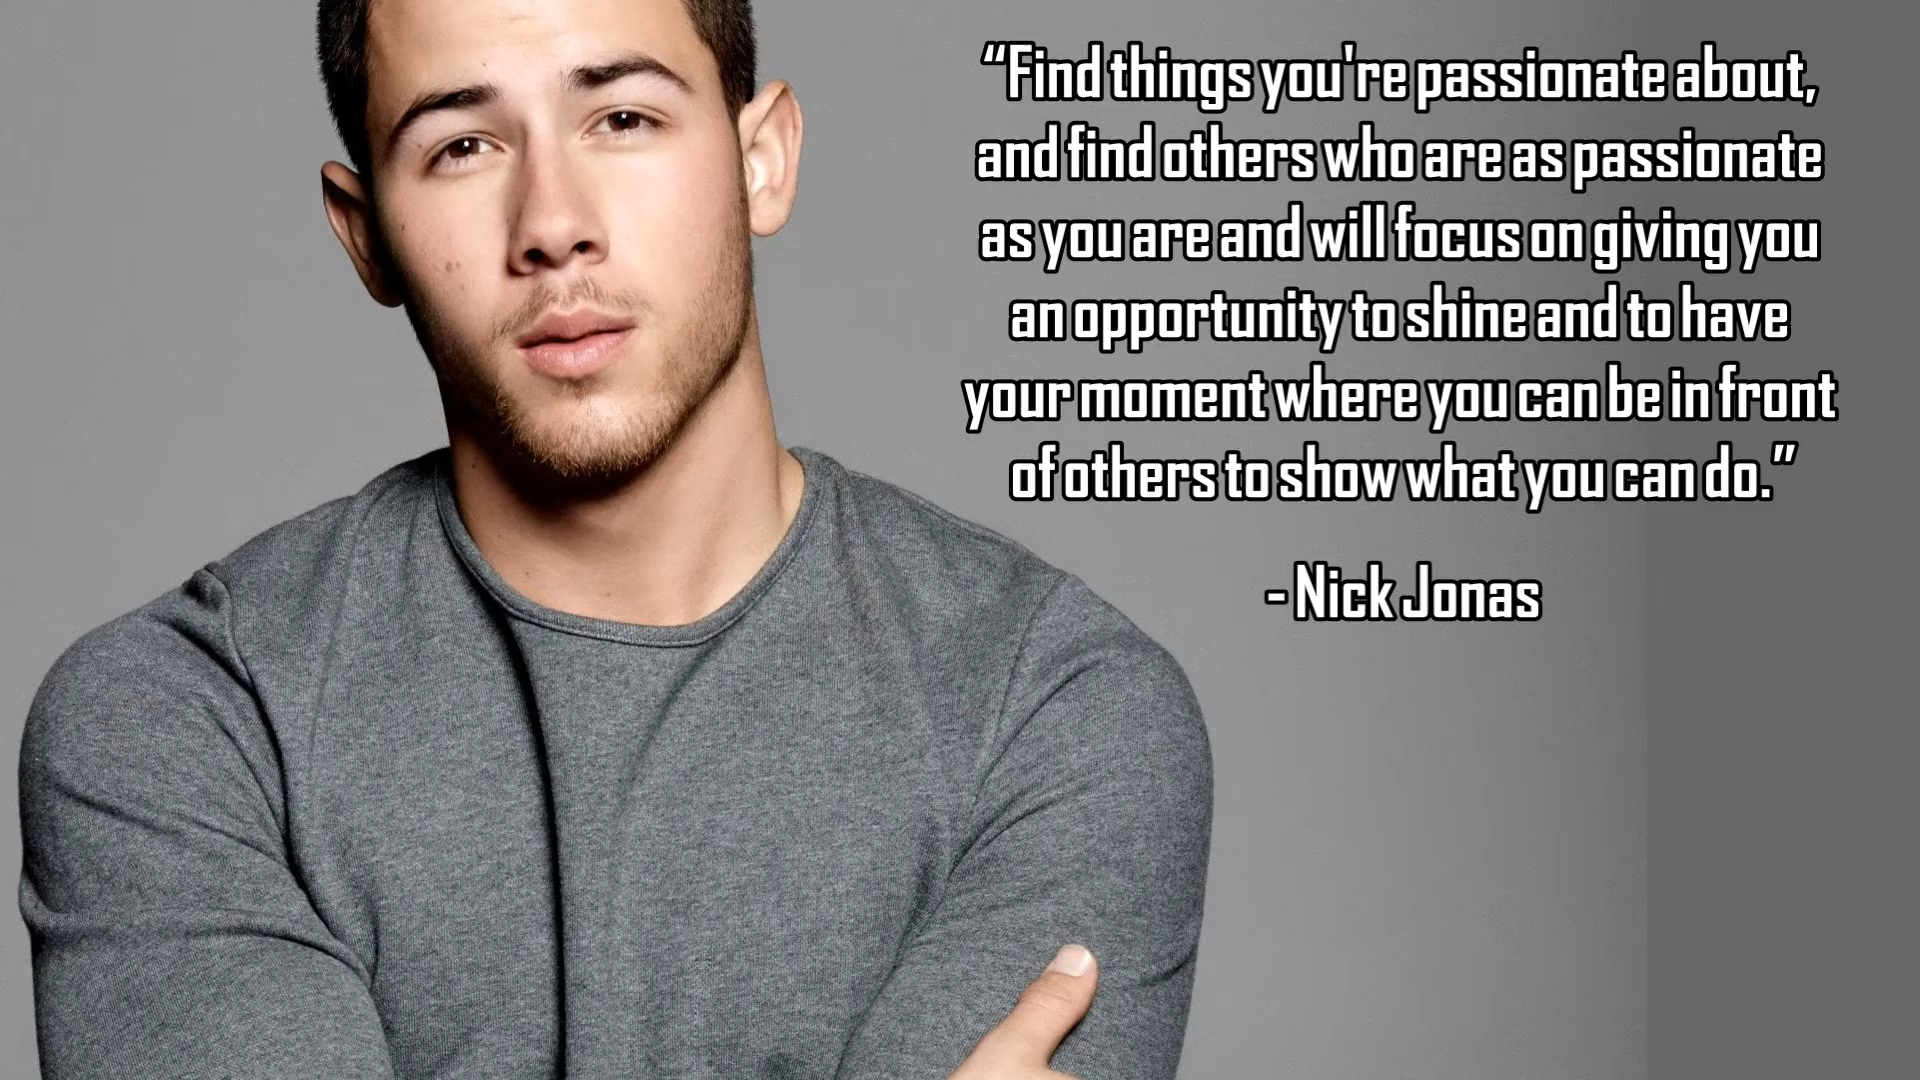 “Find things you're passionate about,
and find others who are as passionate
as you are and will focus on giving you
an opportunity to shine and to have
your moment where you can be in front
of others to show what you can do.”
- Nick Jonas